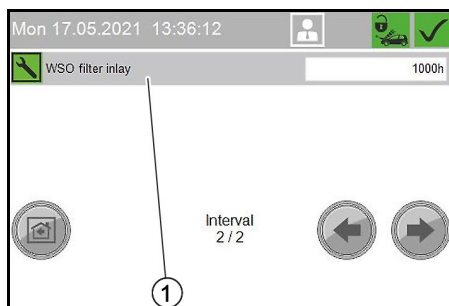 Mon 17.05.2021 13:36:12
WSO filter inlay 1000h
Interval
2 / 2
1